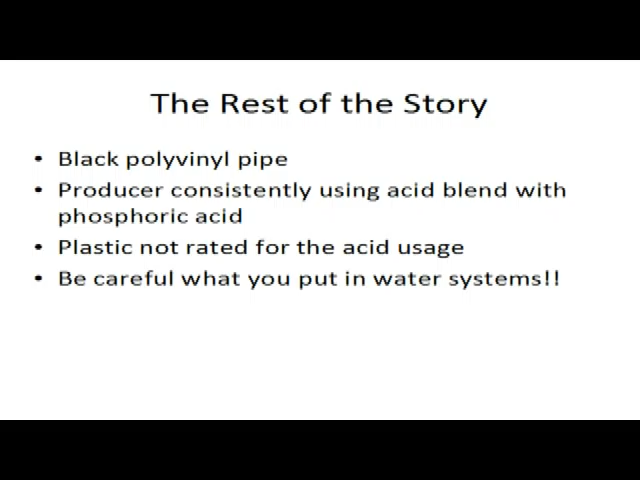 The Rest of the Story
• Black polyvinyl pipe
• Producer consistently using acid blend with
phosphoric acid
• Plastic not rated for the acid usage
• Be careful what you put in water systems!!